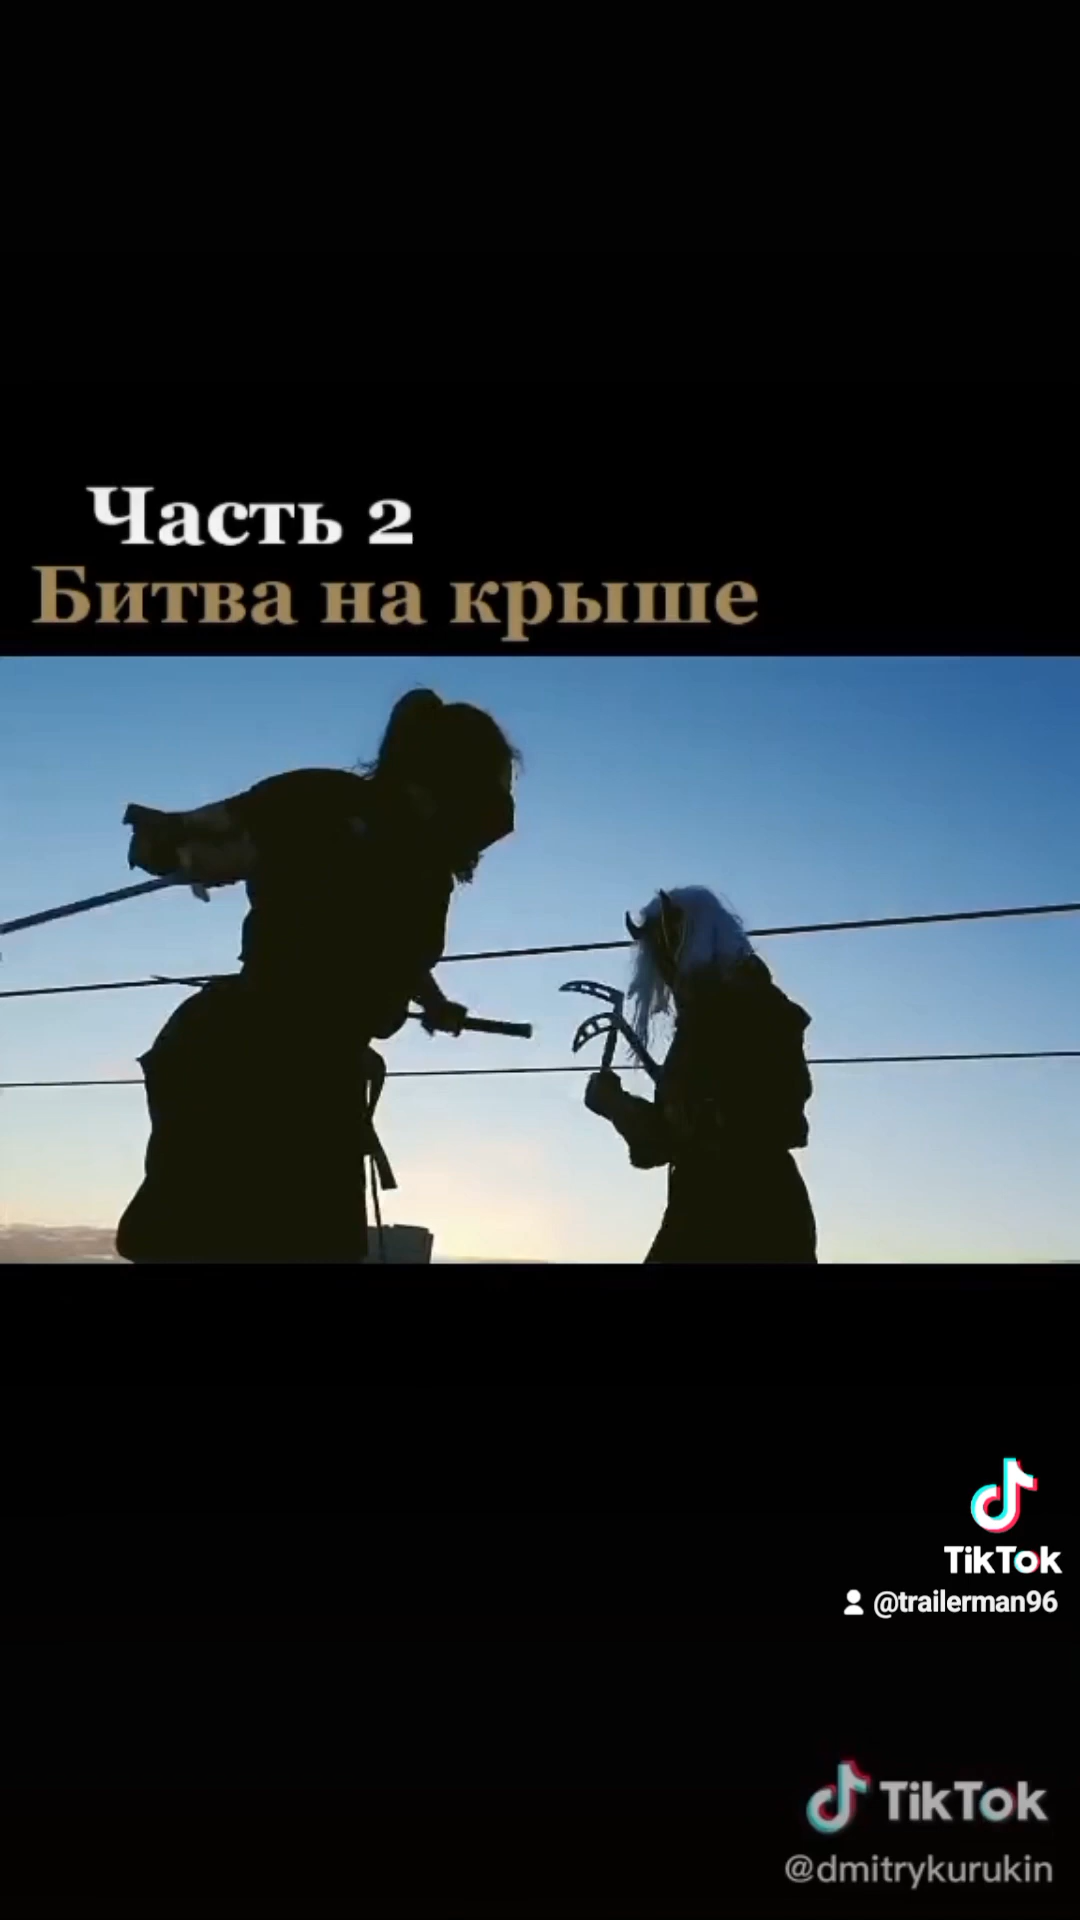 Часть 2
Битва на крыше
TikTok
@trailerman96
TikTok
@dmitrykurukin